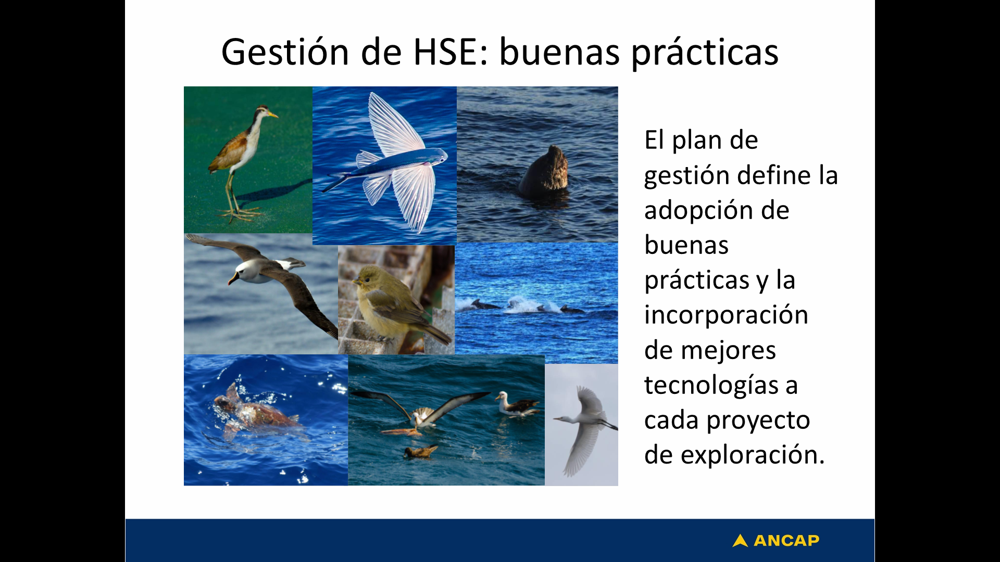 Gestión de HSE: buenas prácticas
El plan de
gestión define la
adopción de
buenas
prácticas y la
incorporación
de mejores
tecnologías a
cada proyecto
de exploración.
ANCAP